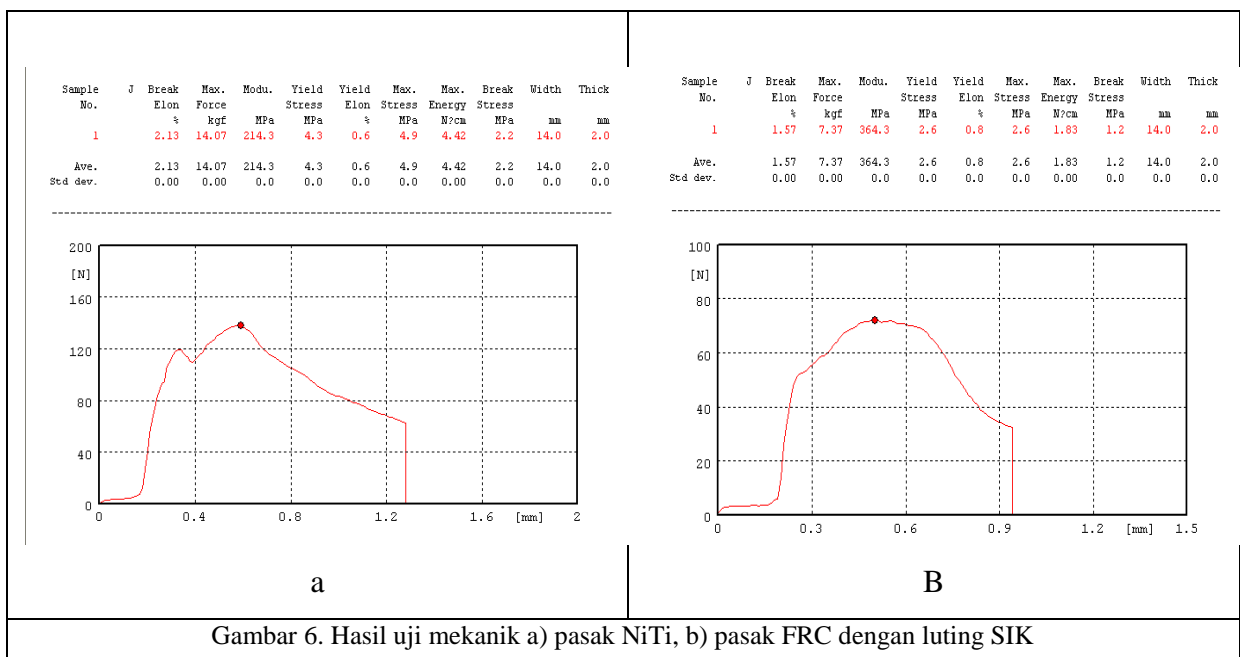 Sample J Break Max. Modu. Yield Yield Max. Max. Break Width Thick
No. Elon Force Stress Elon Stress Energy Stress
% kgf MPa MPa % MPa N?cm MPa mm mm
1 2.13 14.07 214.3 4.3 0.6 4.9 4.42 2.2 14.0 2.0
Ave. 2.13 14.07 214.3 4.3 0.6 4.9 4.42 2.2 14.0 2.0
Std dev. 0.00 0.00 0.0 0.0 0.0 0.0 0.00 0.0 0.0 0.0
200
[N]
160
120
80
40
0
0 0.4 0.8 1.2 1.6 [mm] 2
a
Sample J Break Max. Modu. Yield Yield Max. Max. Break Width Thick
No. Elon Force Stress Elon Stress Energy Stress
% kgf MPa MPa % MPa N?cm MPa mm mm
1 1.57 7.37 364.3 2.6 0.8 2.6 1.83 1.2 14.0 2.0
Ave. 1.57 7.37 364.3 2.6 0.8 2.6 1.83 1.2 14.0 2.0
Std dev. 0.00 0.00 0.0 0.0 0.0 0.0 0.00 0.0 0.0 0.0
100
[N]
80
60
40
20
0
0 0.3 0.6 0.9 1.2 [mm] 1.5
B
Gambar 6. Hasil uji mekanik a) pasak NiTi, b) pasak FRC dengan luting SIK